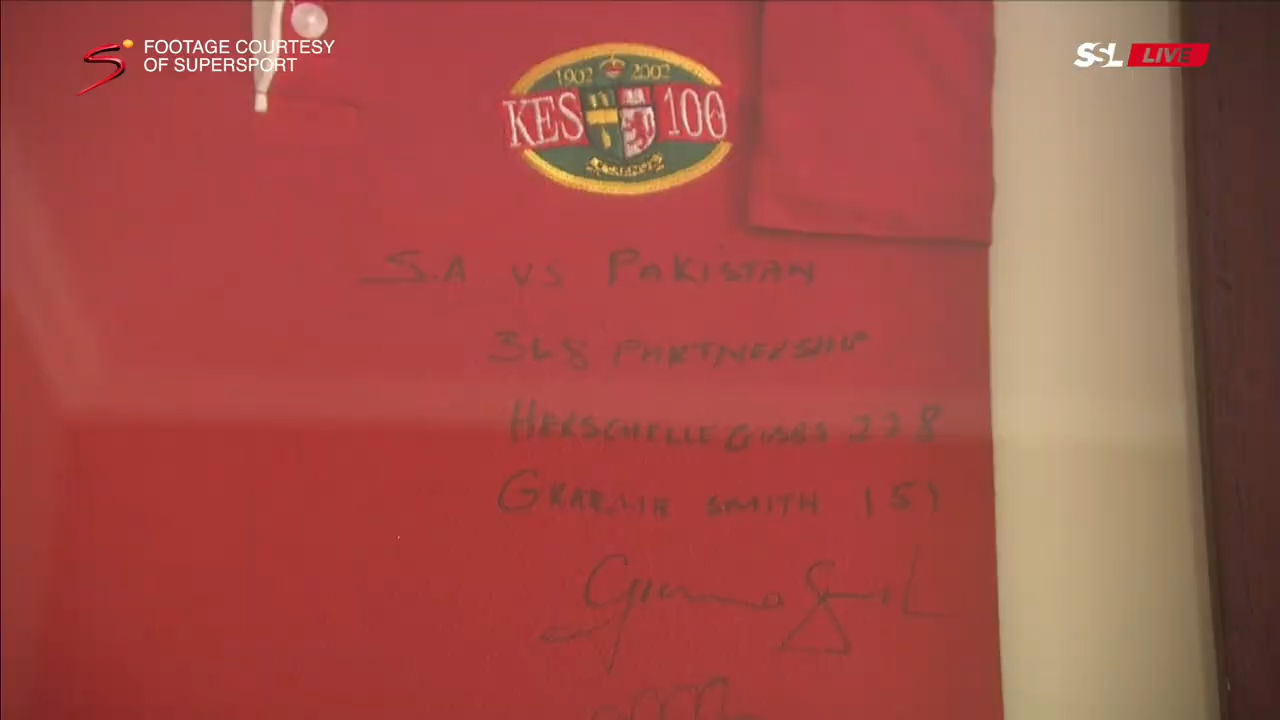 FOOTAGE COURTESY
OF SUPERSPORT
SSL LIVE
1902 2002
KES 100
S.A VS PAKISTAN
368 PARTNERSHIP
HERSCHELLE GIBBS 228
GRAEME SMITH 151